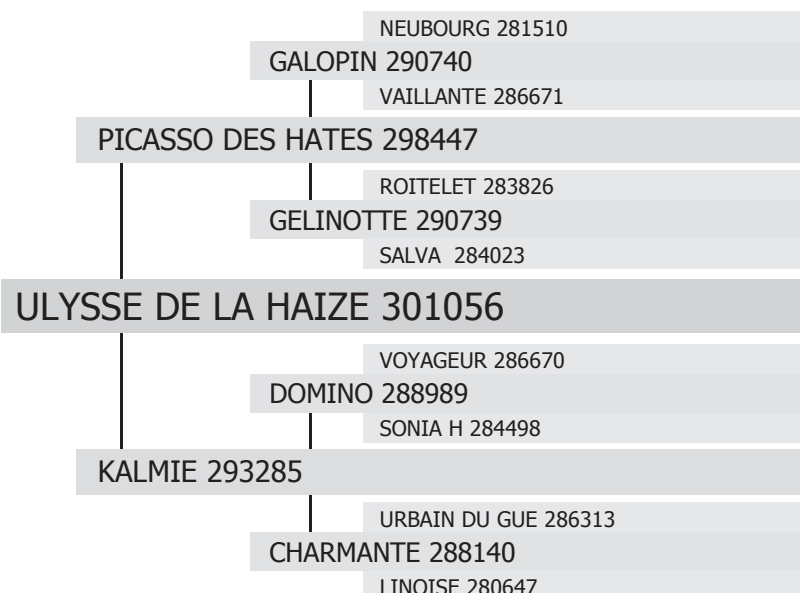 NEUBOURG 281510
GALOPIN 290740
VAILLANTE 286671
PICASSO DES HATES 298447
ROITELET 283826
GELINOTTE 290739
SALVA 284023
ULYSSE DE LA HAIZE 301056
VOYAGEUR 286670
DOMINO 288989
SONIA H 284498
KALMIE 293285
URBAIN DU GUE 286313
CHARMANTE 288140
LINOISE 280647